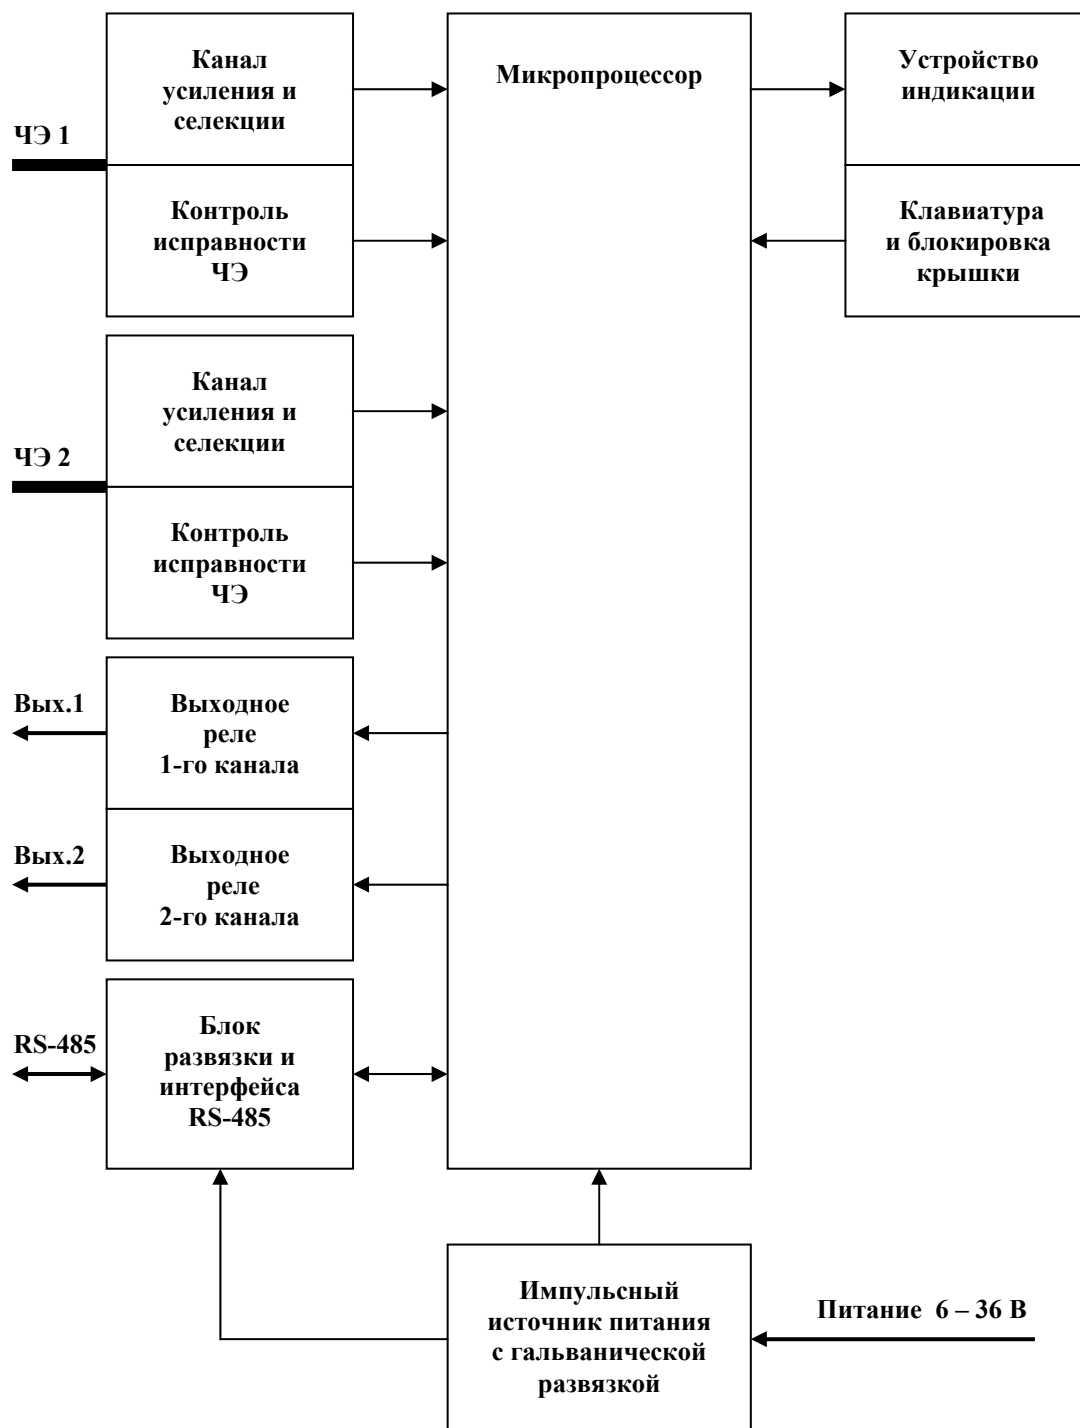 Канал
усиления и
селекции
Микропроцессор
Устройство
индикации
ЧЭ 1
Контроль
исправности
ЧЭ
Клавиатура
и блокировка
крышки
Канал
усиления и
селекции
ЧЭ 2
Контроль
исправности
ЧЭ
Вых.1
Выходное
реле
1-го канала
Вых.2
Выходное
реле
2-го канала
RS-485
Блок
развязки и
интерфейса
RS-485
Импульсный
источник питания
с гальванической
развязкой
Питание 6 – 36 В